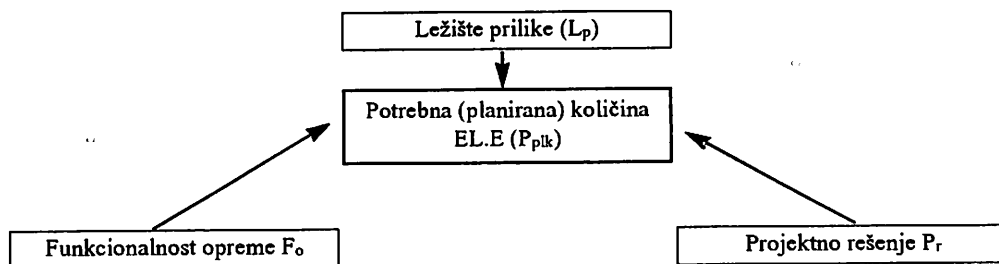 Ležište prilike (Lp)
Potrebna (planirana) količina
EL.E (Pplk)
Funkcionalnost opreme Fo
Projektno rešenje Pr